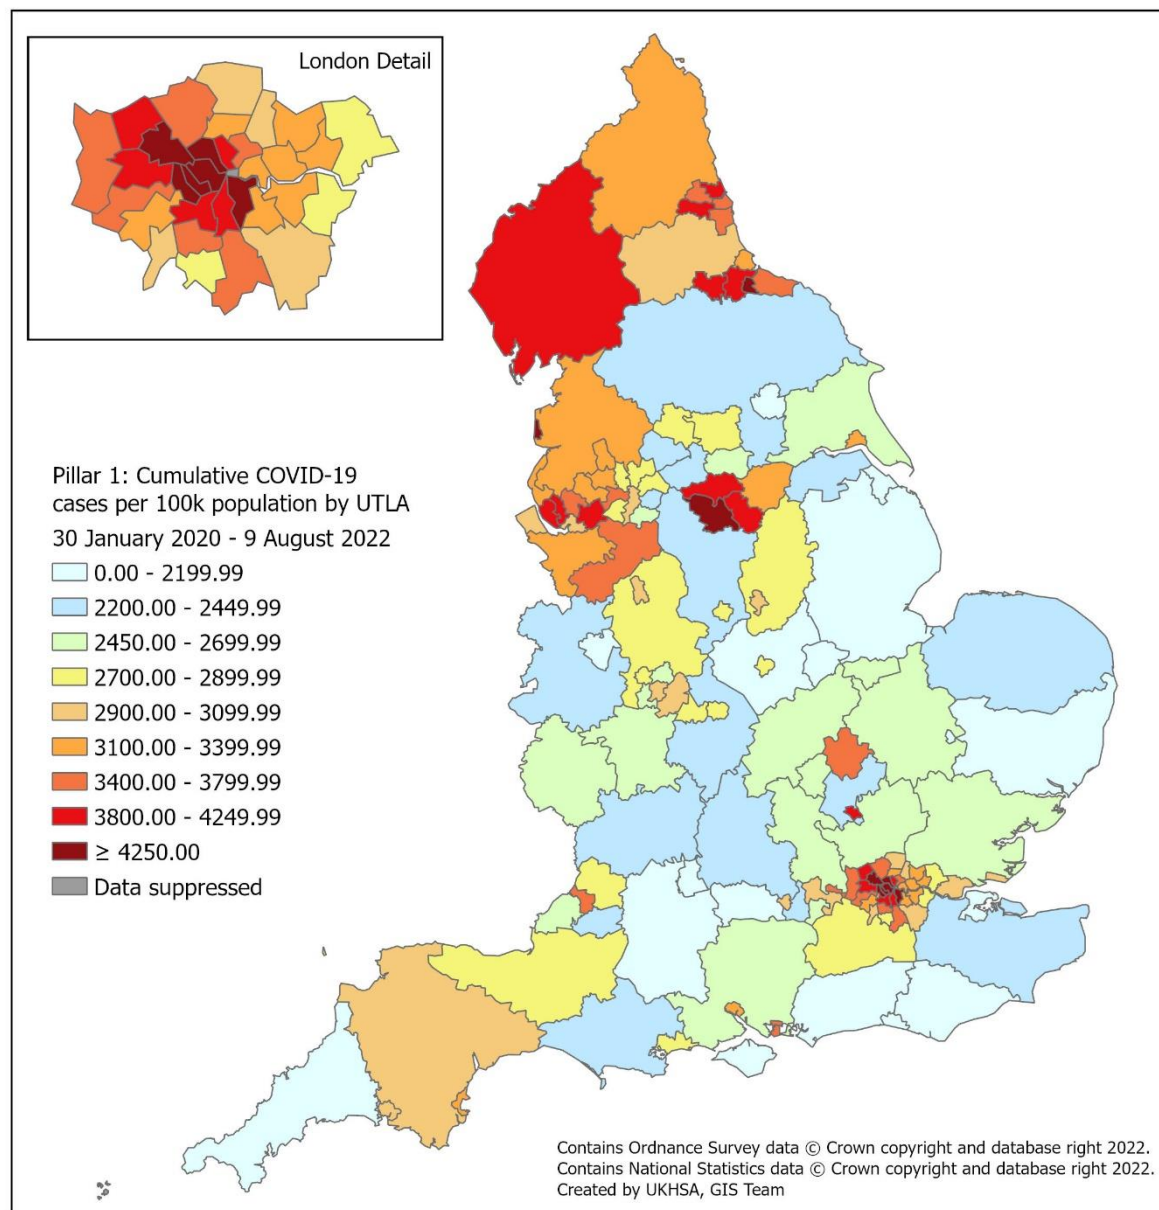 London Detail
Pillar 1: Cumulative COVID-19
cases per 100k population by UTLA
30 January 2020 - 9 August 2022
0.00 - 2199.99
2200.00 - 2449.99
2450.00 - 2699.99
2700.00 - 2899.99
2900.00 - 3099.99
3100.00 - 3399.99
3400.00 - 3799.99
3800.00 - 4249.99
≥ 4250.00
Data suppressed
Contains Ordnance Survey data © Crown copyright and database right 2022.
Contains National Statistics data © Crown copyright and database right 2022.
Created by UKHSA, GIS Team